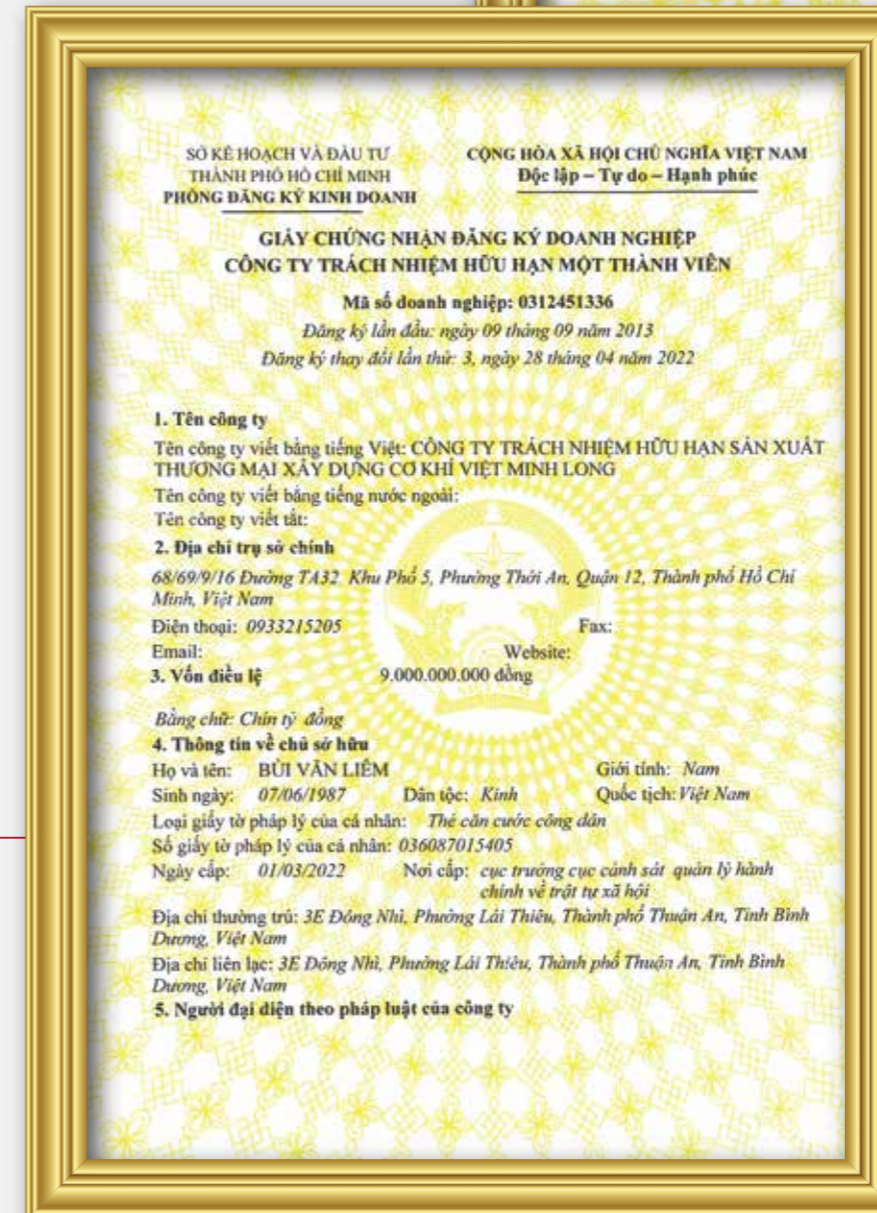 SỞ KẾ HOẠCH VÀ ĐẦU TƯ
THÀNH PHỐ HỒ CHÍ MINH
PHÒNG ĐĂNG KÝ KINH DOANH
CỘNG HÒA XÃ HỘI CHỦ NGHĨA VIỆT NAM
Độc lập – Tự do – Hạnh phúc
GIẤY CHỨNG NHẬN ĐĂNG KÝ DOANH NGHIỆP
CÔNG TY TRÁCH NHIỆM HỮU HẠN MỘT THÀNH VIÊN
Mã số doanh nghiệp: 0312451336
Đăng ký lần đầu: ngày 09 tháng 09 năm 2013
Đăng ký thay đổi lần thứ: 3, ngày 28 tháng 04 năm 2022
1. Tên công ty
Tên công ty viết bằng tiếng Việt: CÔNG TY TRÁCH NHIỆM HỮU HẠN SẢN XUẤT
THƯƠNG MẠI XÂY DỰNG CƠ KHÍ VIỆT MINH LONG
Tên công ty viết bằng tiếng nước ngoài:
Tên công ty viết tắt:
2. Địa chỉ trụ sở chính
68/69/9/16 Đường TA32, Khu Phố 5, Phường Thới An, Quận 12, Thành phố Hồ Chí
Minh, Việt Nam
Điện thoại: 0933215205 Fax:
Email: Website:
3. Vốn điều lệ 9.000.000.000 đồng
Bằng chữ: Chín tỷ đồng
4. Thông tin về chủ sở hữu
Họ và tên: BÙI VĂN LIÊM Giới tính: Nam
Sinh ngày: 07/06/1987 Dân tộc: Kinh Quốc tịch: Việt Nam
Loại giấy tờ pháp lý của cá nhân: Thẻ căn cước công dân
Số giấy tờ pháp lý của cá nhân: 036087015405
Ngày cấp: 01/03/2022 Nơi cấp: cục trưởng cục cảnh sát quản lý hành
chính về trật tự xã hội
Địa chỉ thường trú: 3E Đông Nhì, Phường Lái Thiêu, Thành phố Thuận An, Tỉnh Bình
Dương, Việt Nam
Địa chỉ liên lạc: 3E Đông Nhì, Phường Lái Thiêu, Thành phố Thuận An, Tỉnh Bình
Dương, Việt Nam
5. Người đại diện theo pháp luật của công ty